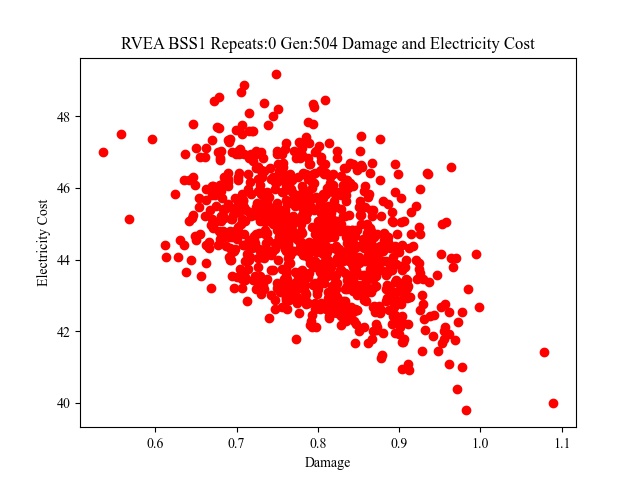 RVEA BSS1 Repeats:0 Gen:504 Damage and Electricity Cost
48
46
44
42
40
Electricity Cost
0.6 0.7 0.8 0.9 1.0 1.1
Damage